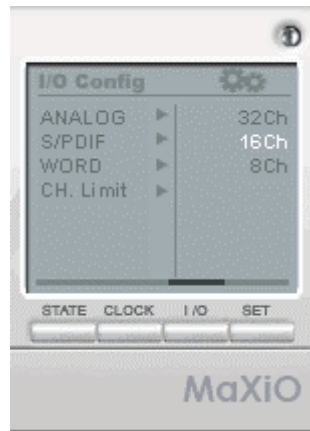 I/O Config
ANALOG 32Ch
S/PDIF 16Ch
WORD 8Ch
CH. Limit
STATE CLOCK I/O SET
MaXiO